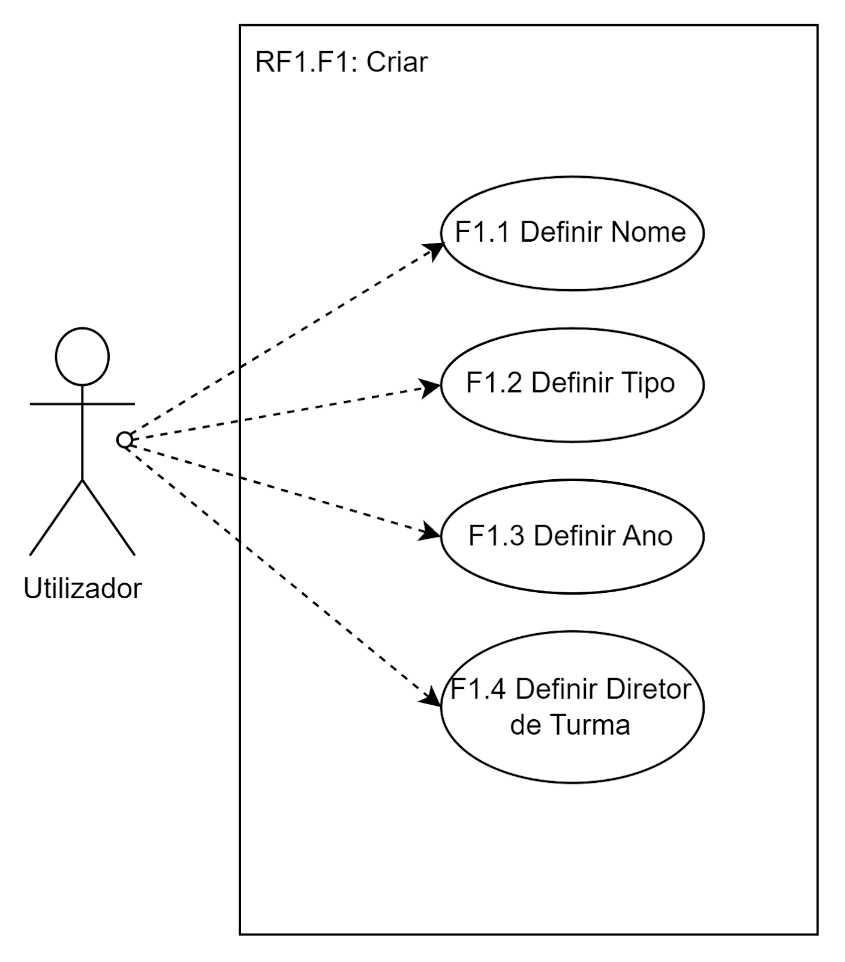 RF1.F1: Criar
F1.1 Definir Nome
F1.2 Definir Tipo
F1.3 Definir Ano
Utilizador
F1.4 Definir Diretor
de Turma